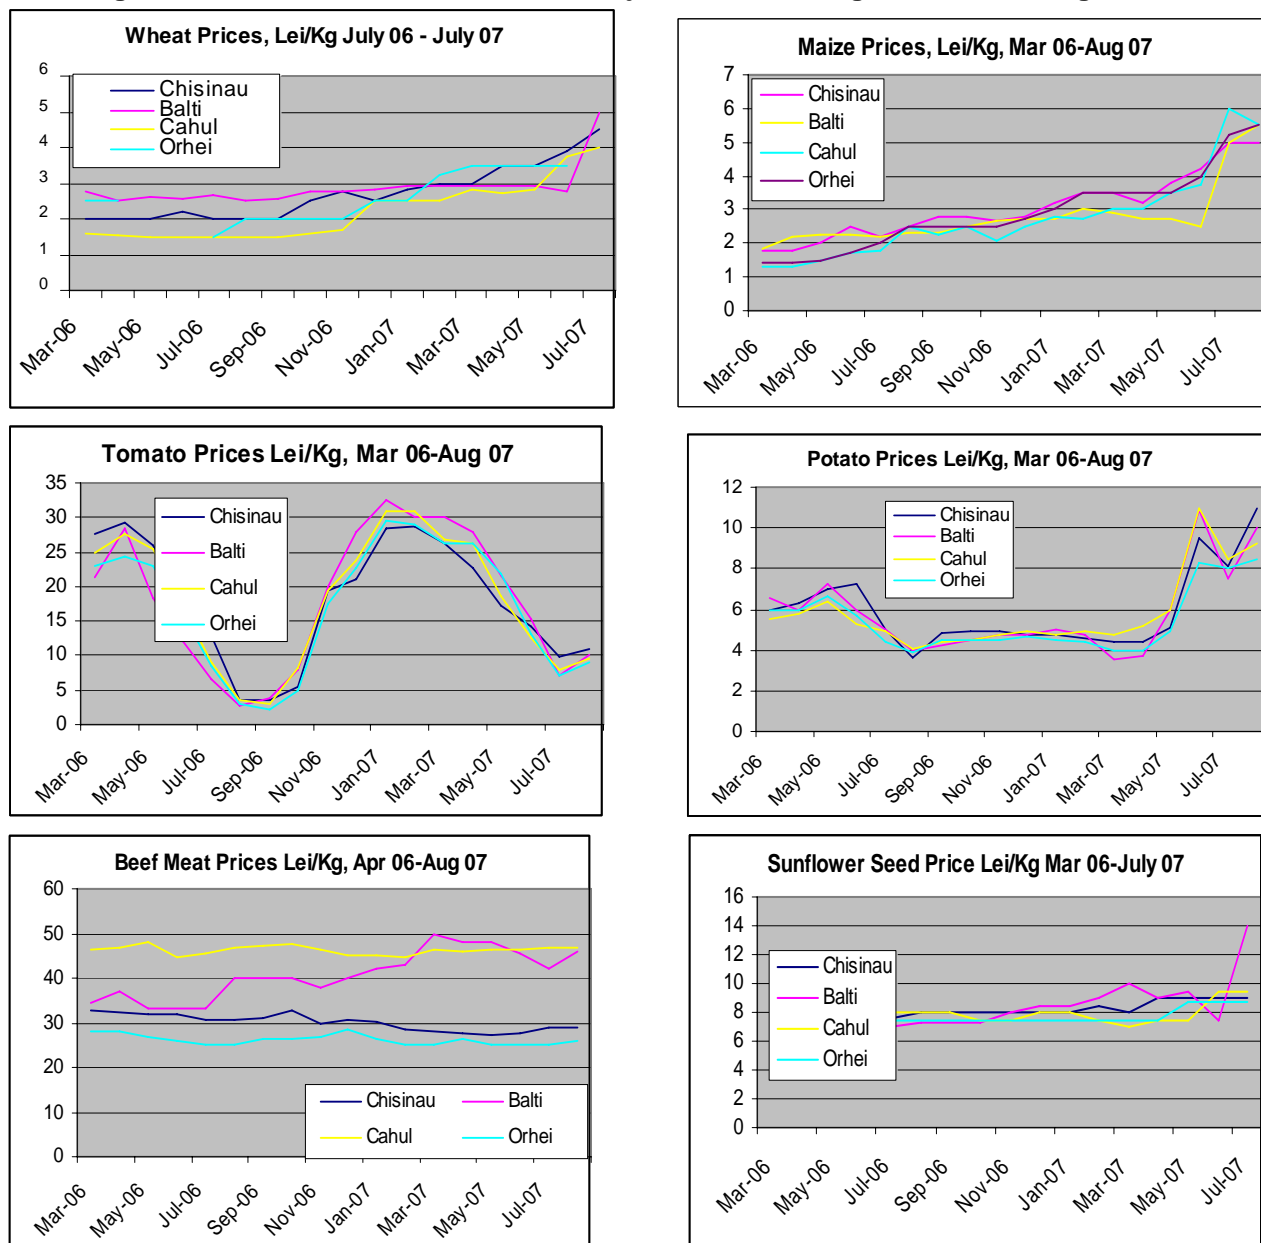 Wheat Prices, Lei/Kg July 06 - July 07
6
5
4
3
2
1
0
Chisinau
Balti
Cahul
Orhei
Mar-06
May-06
Jul-06
Sep-06
Nov-06
Jan-07
Mar-07
May-07
Jul-07
Maize Prices, Lei/Kg, Mar 06-Aug 07
7
6
5
4
3
2
1
0
Chisinau
Balti
Cahul
Orhei
Mar-06
May-06
Jul-06
Sep-06
Nov-06
Jan-07
Mar-07
May-07
Jul-07
Tomato Prices Lei/Kg, Mar 06-Aug 07
35
30
25
20
15
10
5
0
Chisinau
Balti
Cahul
Orhei
Mar-06
May-06
Jul-06
Sep-06
Nov-06
Jan-07
Mar-07
May-07
Jul-07
Potato Prices Lei/Kg, Mar 06-Aug 07
12
10
8
6
4
2
0
Chisinau
Balti
Cahul
Orhei
Mar-06
May-06
Jul-06
Sep-06
Nov-06
Jan-07
Mar-07
May-07
Jul-07
Beef Meat Prices Lei/Kg, Apr 06-Aug 07
60
50
40
30
20
10
0
Chisinau Balti
Cahul Orhei
Mar-06
May-06
Jul-06
Sep-06
Nov-06
Jan-07
Mar-07
May-07
Jul-07
Sunflower Seed Price Lei/Kg Mar 06-July 07
16
14
12
10
8
6
4
2
0
Chisinau
Balti
Cahul
Orhei
Mar-06
May-06
Jul-06
Sep-06
Nov-06
Jan-07
Mar-07
May-07
Jul-07